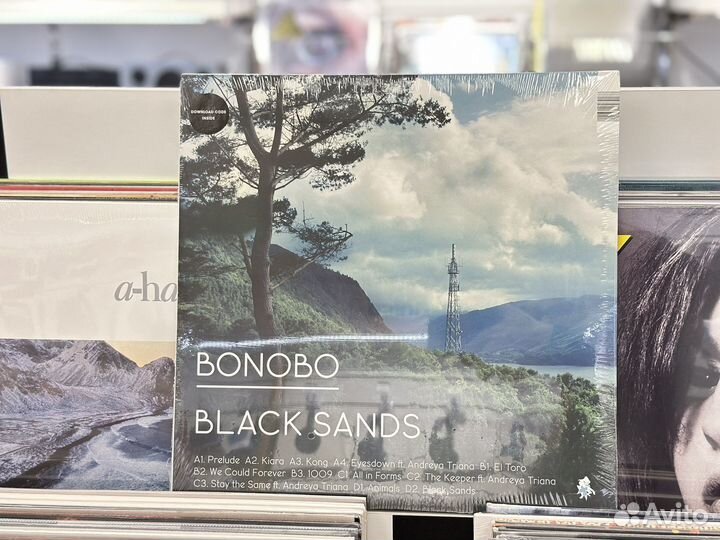 DOWNLOAD CODE
INSIDE
a-ha
BONOBO
BLACK SANDS
A1. Prelude A2. Kiara A3. Kong A4. Eyesdown ft. Andreya Triana B1. El Toro
B2. We Could Forever B3. 1009 C1. All in Forms C2. The Keeper ft. Andreya Triana
C3. Stay the Same ft. Andreya Triana D1. Animals D2. Black Sands
Avito